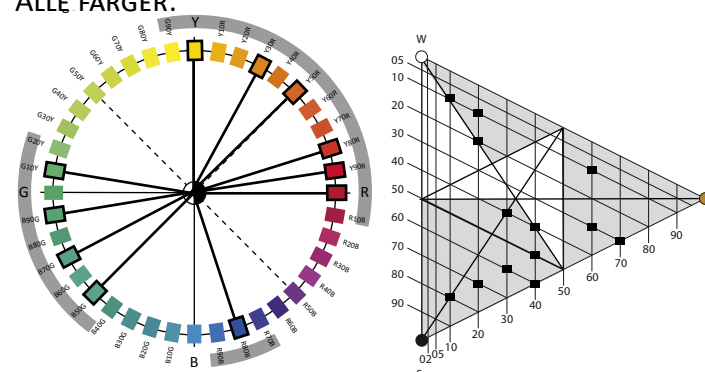 ALLE FARGER:
Y
Y10R
Y20R
Y30R
Y40R
Y50R
Y60R
Y70R
Y80R
Y90R
R
R10B
R20B
R30B
R40B
R50B
R60B
R70B
R80B
R90B
B
B10G
B20G
B30G
B40G
B50G
B60G
B70G
B80G
B90G
G
G10Y
G20Y
G30Y
G40Y
G50Y
G60Y
G70Y
G80Y
G90Y
W
05
10
20
30
40
50
60
70
80
90
02
05
10
20
30
40
50
60
70
80
90